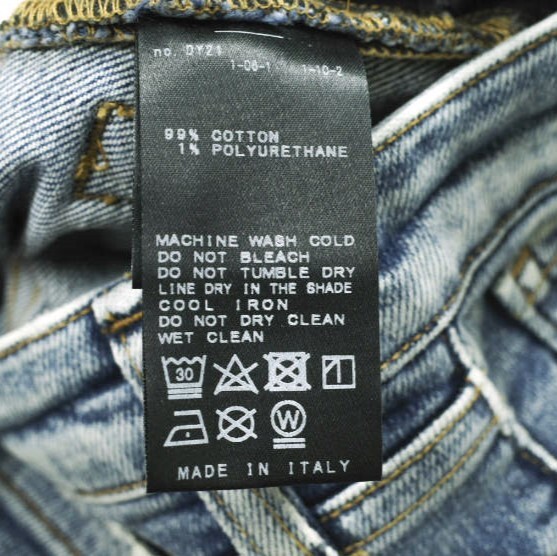 no. DY21
1-06-1 1-10-2
99% COTTON
1% POLYURETHANE
MACHINE WASH COLD
DO NOT BLEACH
DO NOT TUMBLE DRY
LINE DRY IN THE SHADE
COOL IRON
DO NOT DRY CLEAN
WET CLEAN
30
W
MADE IN ITALY